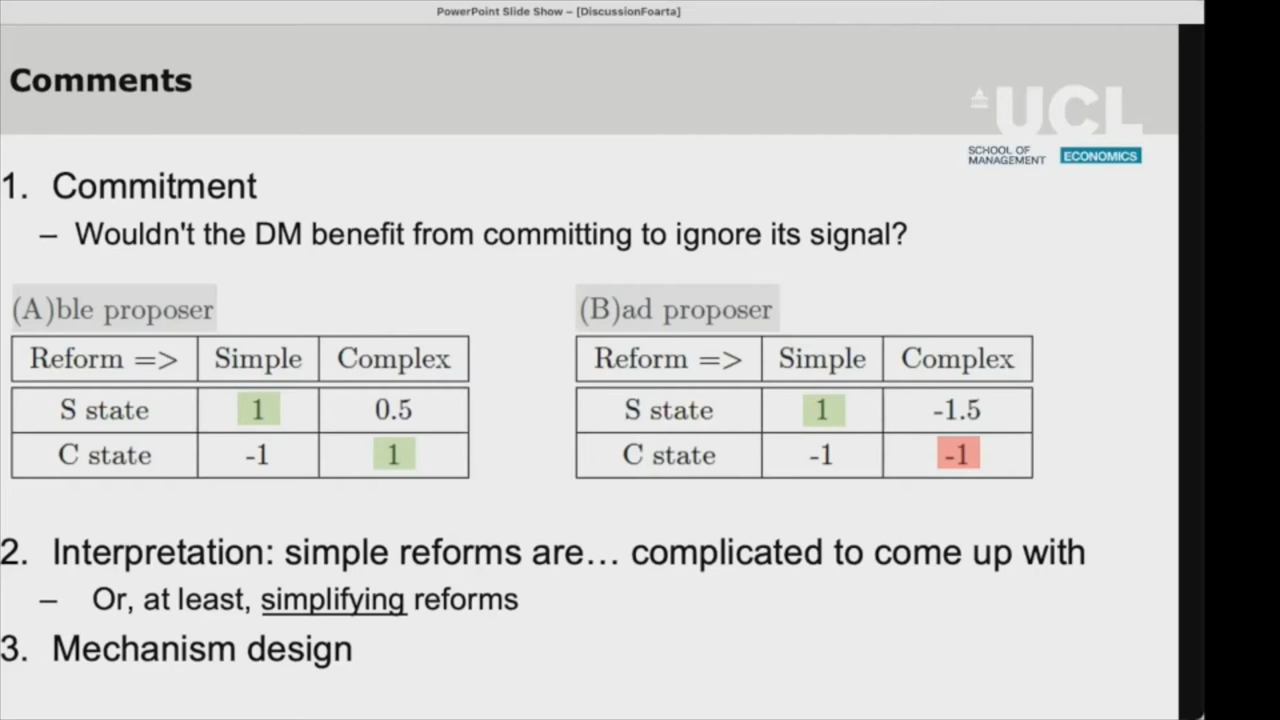 PowerPoint Slide Show – [DiscussionFoarta]
Comments
UCL
SCHOOL OF
MANAGEMENT
ECONOMICS
1. Commitment
– Wouldn't the DM benefit from committing to ignore its signal?
(A)ble proposer
Reform => Simple Complex
S state 1 0.5
C state -1 1
(B)ad proposer
Reform => Simple Complex
S state 1 -1.5
C state -1 -1
2. Interpretation: simple reforms are… complicated to come up with
– Or, at least, simplifying reforms
3. Mechanism design